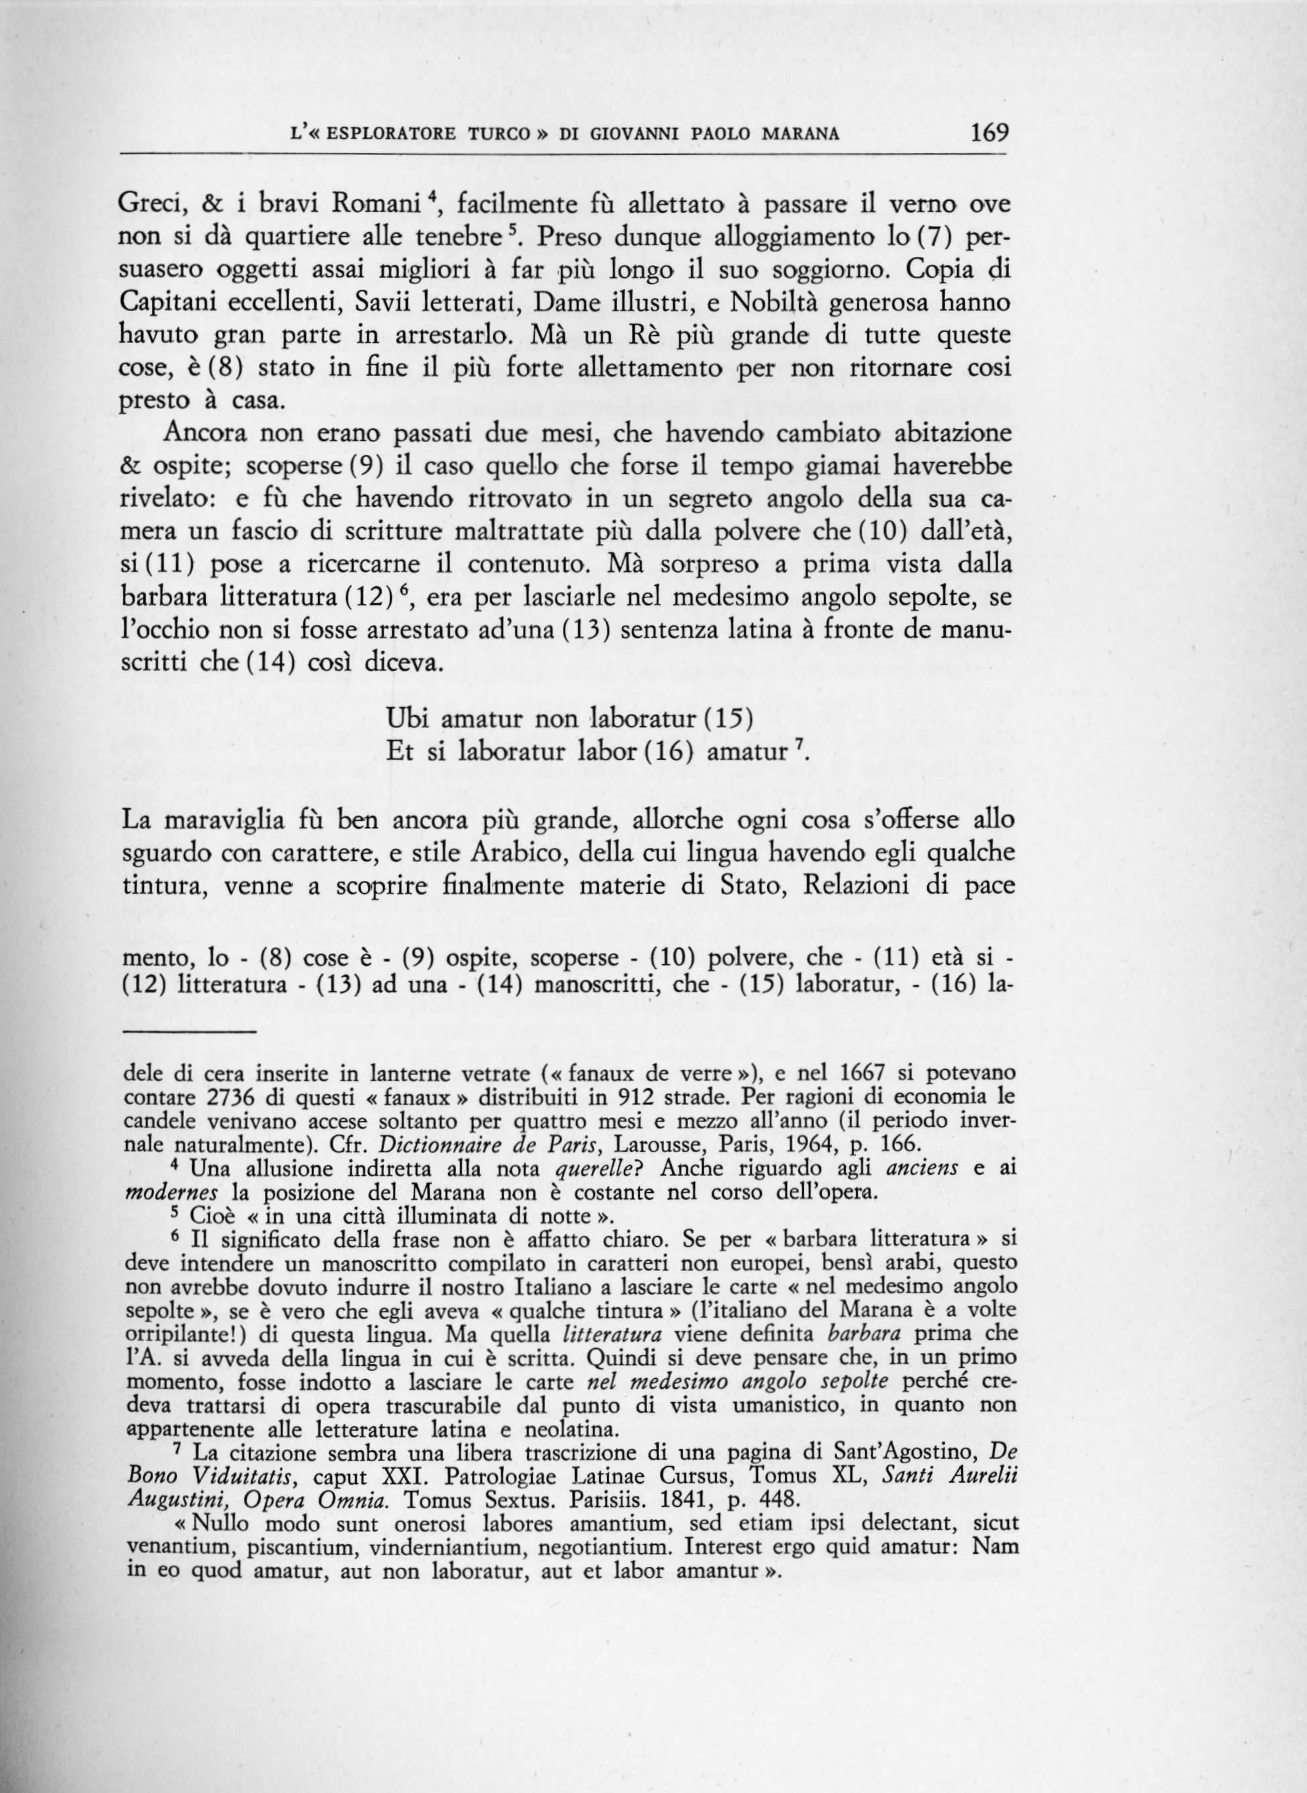 L'« ESPLORATORE TURCO » DI GIOVANNI PAOLO MARANA 169
Greci, & i bravi Romani ⁴, facilmente fù allettato à passare il verno ove
non si dà quartiere alle tenebre ⁵. Preso dunque alloggiamento lo (7) per-
suasero oggetti assai migliori à far più longo il suo soggiorno. Copia di
Capitani eccellenti, Savii letterati, Dame illustri, e Nobiltà generosa hanno
havuto gran parte in arrestarlo. Mà un Rè più grande di tutte queste
cose, è (8) stato in fine il più forte allettamento per non ritornare cosi
presto à casa.
Ancora non erano passati due mesi, che havendo cambiato abitazione
& ospite; scoperse (9) il caso quello che forse il tempo giamai haverebbe
rivelato: e fù che havendo ritrovato in un segreto angolo della sua ca-
mera un fascio di scritture maltrattate più dalla polvere che (10) dall'età,
si (11) pose a ricercarne il contenuto. Mà sorpreso a prima vista dalla
barbara litteratura (12) ⁶, era per lasciarle nel medesimo angolo sepolte, se
l'occhio non si fosse arrestato ad'una (13) sentenza latina à fronte de manu-
scritti che (14) così diceva.
Ubi amatur non laboratur (15)
Et si laboratur labor (16) amatur ⁷.
La maraviglia fù ben ancora più grande, allorche ogni cosa s'offerse allo
sguardo con carattere, e stile Arabico, della cui lingua havendo egli qualche
tintura, venne a scoprire finalmente materie di Stato, Relazioni di pace
mento, lo - (8) cose è - (9) ospite, scoperse - (10) polvere, che - (11) età si -
(12) litteratura - (13) ad una - (14) manoscritti, che - (15) laboratur, - (16) la-
dele di cera inserite in lanterne vetrate (« fanaux de verre »), e nel 1667 si potevano
contare 2736 di questi « fanaux » distribuiti in 912 strade. Per ragioni di economia le
candele venivano accese soltanto per quattro mesi e mezzo all'anno (il periodo inver-
nale naturalmente). Cfr. Dictionnaire de Paris, Larousse, Paris, 1964, p. 166.
⁴ Una allusione indiretta alla nota querelle? Anche riguardo agli anciens e ai
modernes la posizione del Marana non è costante nel corso dell'opera.
⁵ Cioè « in una città illuminata di notte ».
⁶ Il significato della frase non è affatto chiaro. Se per « barbara litteratura » si
deve intendere un manoscritto compilato in caratteri non europei, bensì arabi, questo
non avrebbe dovuto indurre il nostro Italiano a lasciare le carte « nel medesimo angolo
sepolte », se è vero che egli aveva « qualche tintura » (l'italiano del Marana è a volte
orripilante!) di questa lingua. Ma quella litteratura viene definita barbara prima che
l'A. si avveda della lingua in cui è scritta. Quindi si deve pensare che, in un primo
momento, fosse indotto a lasciare le carte nel medesimo angolo sepolte perché cre-
deva trattarsi di opera trascurabile dal punto di vista umanistico, in quanto non
appartenente alle letterature latina e neolatina.
⁷ La citazione sembra una libera trascrizione di una pagina di Sant'Agostino, De
Bono Viduitatis, caput XXI. Patrologiae Latinae Cursus, Tomus XL, Santi Aurelii
Augustini, Opera Omnia. Tomus Sextus. Parisiis. 1841, p. 448.
« Nullo modo sunt onerosi labores amantium, sed etiam ipsi delectant, sicut
venantium, piscantium, vinderniantium, negotiantium. Interest ergo quid amatur: Nam
in eo quod amatur, aut non laboratur, aut et labor amantur ».